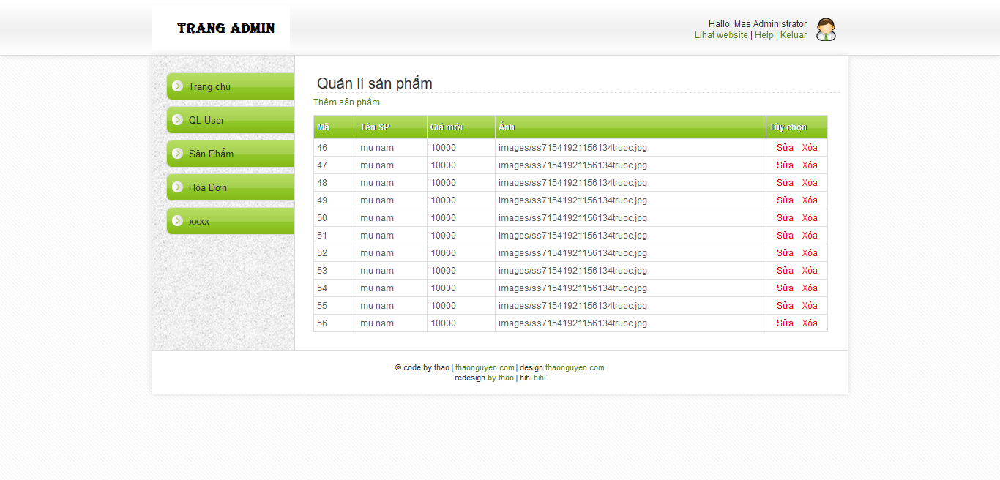 TRANG ADMIN
Hallo, Mas Administrator
Lihat website | Help | Keluar
Trang chủ
QL User
Sản Phẩm
Hóa Đơn
xxxx
Quản lí sản phẩm
Thêm sản phẩm
Mã Tên SP Giá mới Ảnh Tùy chọn
46 mu nam 10000 images/ss71541921156134truoc.jpg Sửa Xóa
47 mu nam 10000 images/ss71541921156134truoc.jpg Sửa Xóa
48 mu nam 10000 images/ss71541921156134truoc.jpg Sửa Xóa
49 mu nam 10000 images/ss71541921156134truoc.jpg Sửa Xóa
50 mu nam 10000 images/ss71541921156134truoc.jpg Sửa Xóa
51 mu nam 10000 images/ss71541921156134truoc.jpg Sửa Xóa
52 mu nam 10000 images/ss71541921156134truoc.jpg Sửa Xóa
53 mu nam 10000 images/ss71541921156134truoc.jpg Sửa Xóa
54 mu nam 10000 images/ss71541921156134truoc.jpg Sửa Xóa
55 mu nam 10000 images/ss71541921156134truoc.jpg Sửa Xóa
56 mu nam 10000 images/ss71541921156134truoc.jpg Sửa Xóa
© code by thao | thaonguyen.com | design thaonguyen.com
redesign by thao | hihi hihi